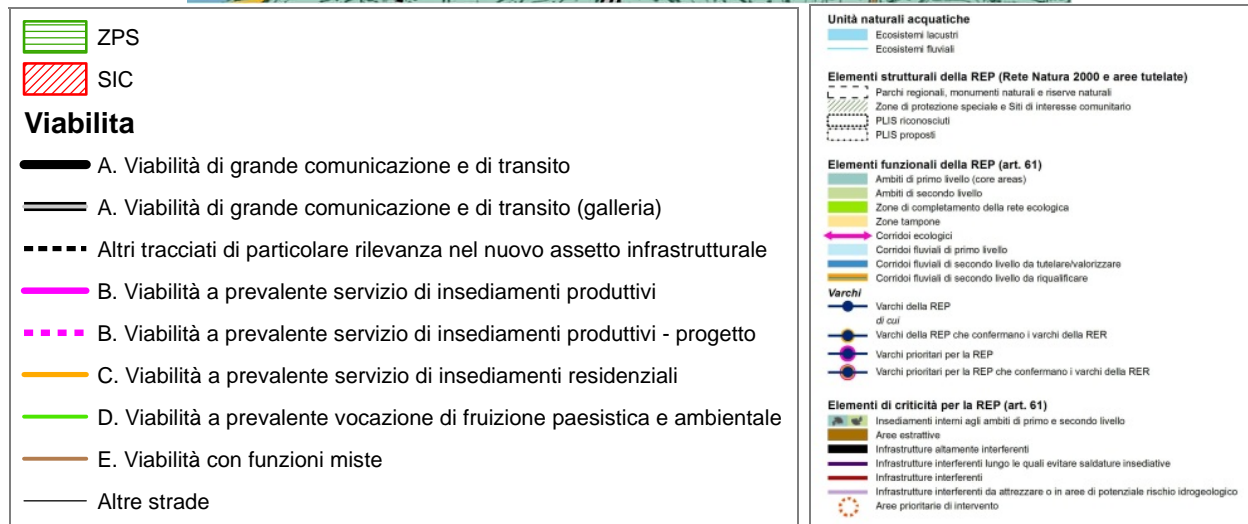 ZPS
SIC
Viabilita
A. Viabilità di grande comunicazione e di transito
A. Viabilità di grande comunicazione e di transito (galleria)
Altri tracciati di particolare rilevanza nel nuovo assetto infrastrutturale
B. Viabilità a prevalente servizio di insediamenti produttivi
B. Viabilità a prevalente servizio di insediamenti produttivi - progetto
C. Viabilità a prevalente servizio di insediamenti residenziali
D. Viabilità a prevalente vocazione di fruizione paesistica e ambientale
E. Viabilità con funzioni miste
Altre strade
Unità naturali acquatiche
Ecosistemi lacustri
Ecosistemi fluviali
Elementi strutturali della REP (Rete Natura 2000 e aree tutelate)
Parchi regionali, monumenti naturali e riserve naturali
Zone di protezione speciale e Siti di interesse comunitario
PLIS riconosciuti
PLIS proposti
Elementi funzionali della REP (art. 61)
Ambiti di primo livello (core areas)
Ambiti di secondo livello
Zone di completamento della rete ecologica
Zone tampone
Corridoi ecologici
Corridoi fluviali di primo livello
Corridoi fluviali di secondo livello da tutelare/valorizzare
Corridoi fluviali di secondo livello da riqualificare
Varchi
Varchi della REP
di cui
Varchi della REP che confermano i varchi della RER
Varchi prioritari per la REP
Varchi prioritari per la REP che confermano i varchi della RER
Elementi di criticità per la REP (art. 61)
Insediamenti interni agli ambiti di primo e secondo livello
Aree estrattive
Infrastrutture altamente interferenti
Infrastrutture interferenti lungo le quali evitare saldature insediative
Infrastrutture interferenti
Infrastrutture interferenti da attrezzare o in aree di potenziale rischio idrogeologico
Aree prioritarie di intervento